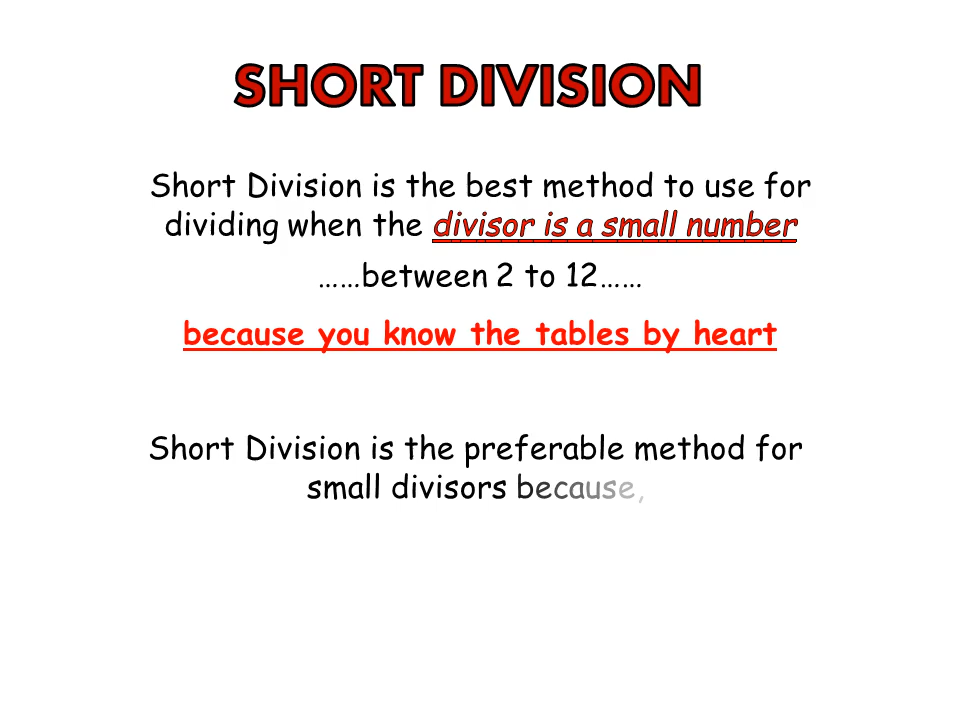 SHORT DIVISION
Short Division is the best method to use for
dividing when the divisor is a small number
……between 2 to 12……
because you know the tables by heart
Short Division is the preferable method for
small divisors because,